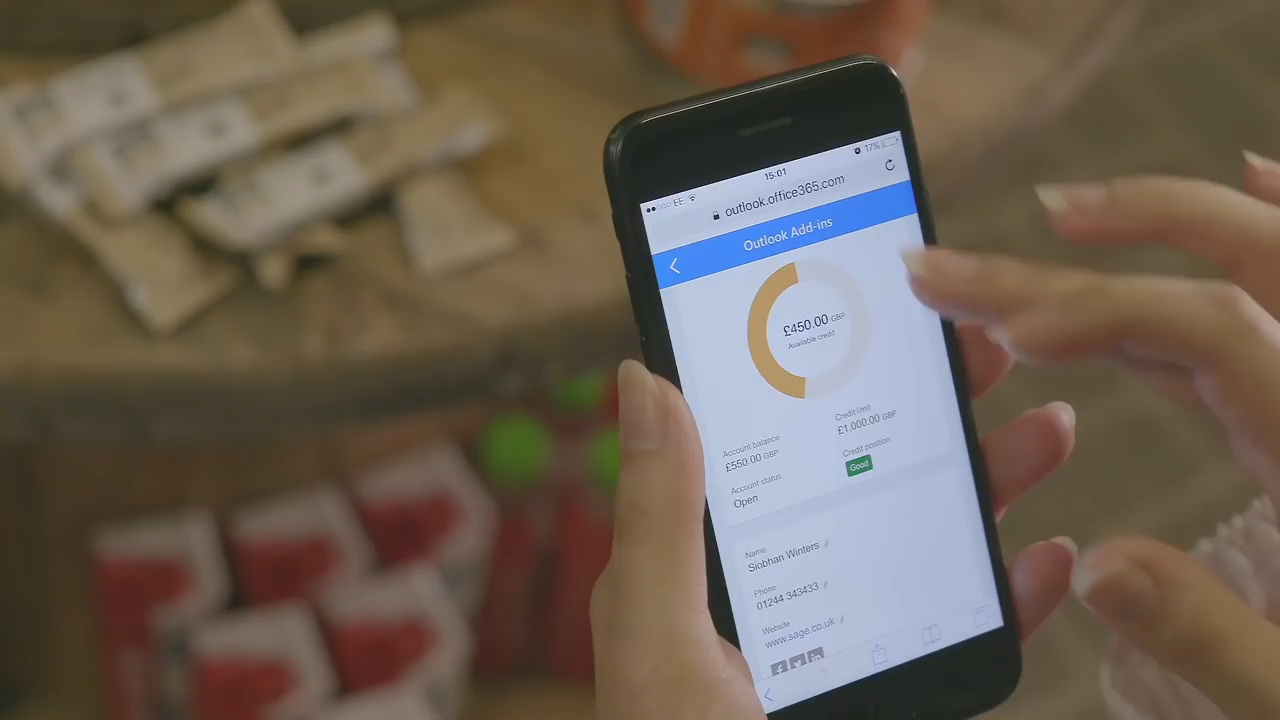 EE 15:01 17%
outlook.office365.com
Outlook Add-ins
£450.00 GBP
Available credit
Account balance
£550.00 GBP
Credit limit
£1,000.00 GBP
Account status
Open
Credit position
Good
Name
Siobhan Winters
Phone
01244 343433
Website
www.sage.co.uk